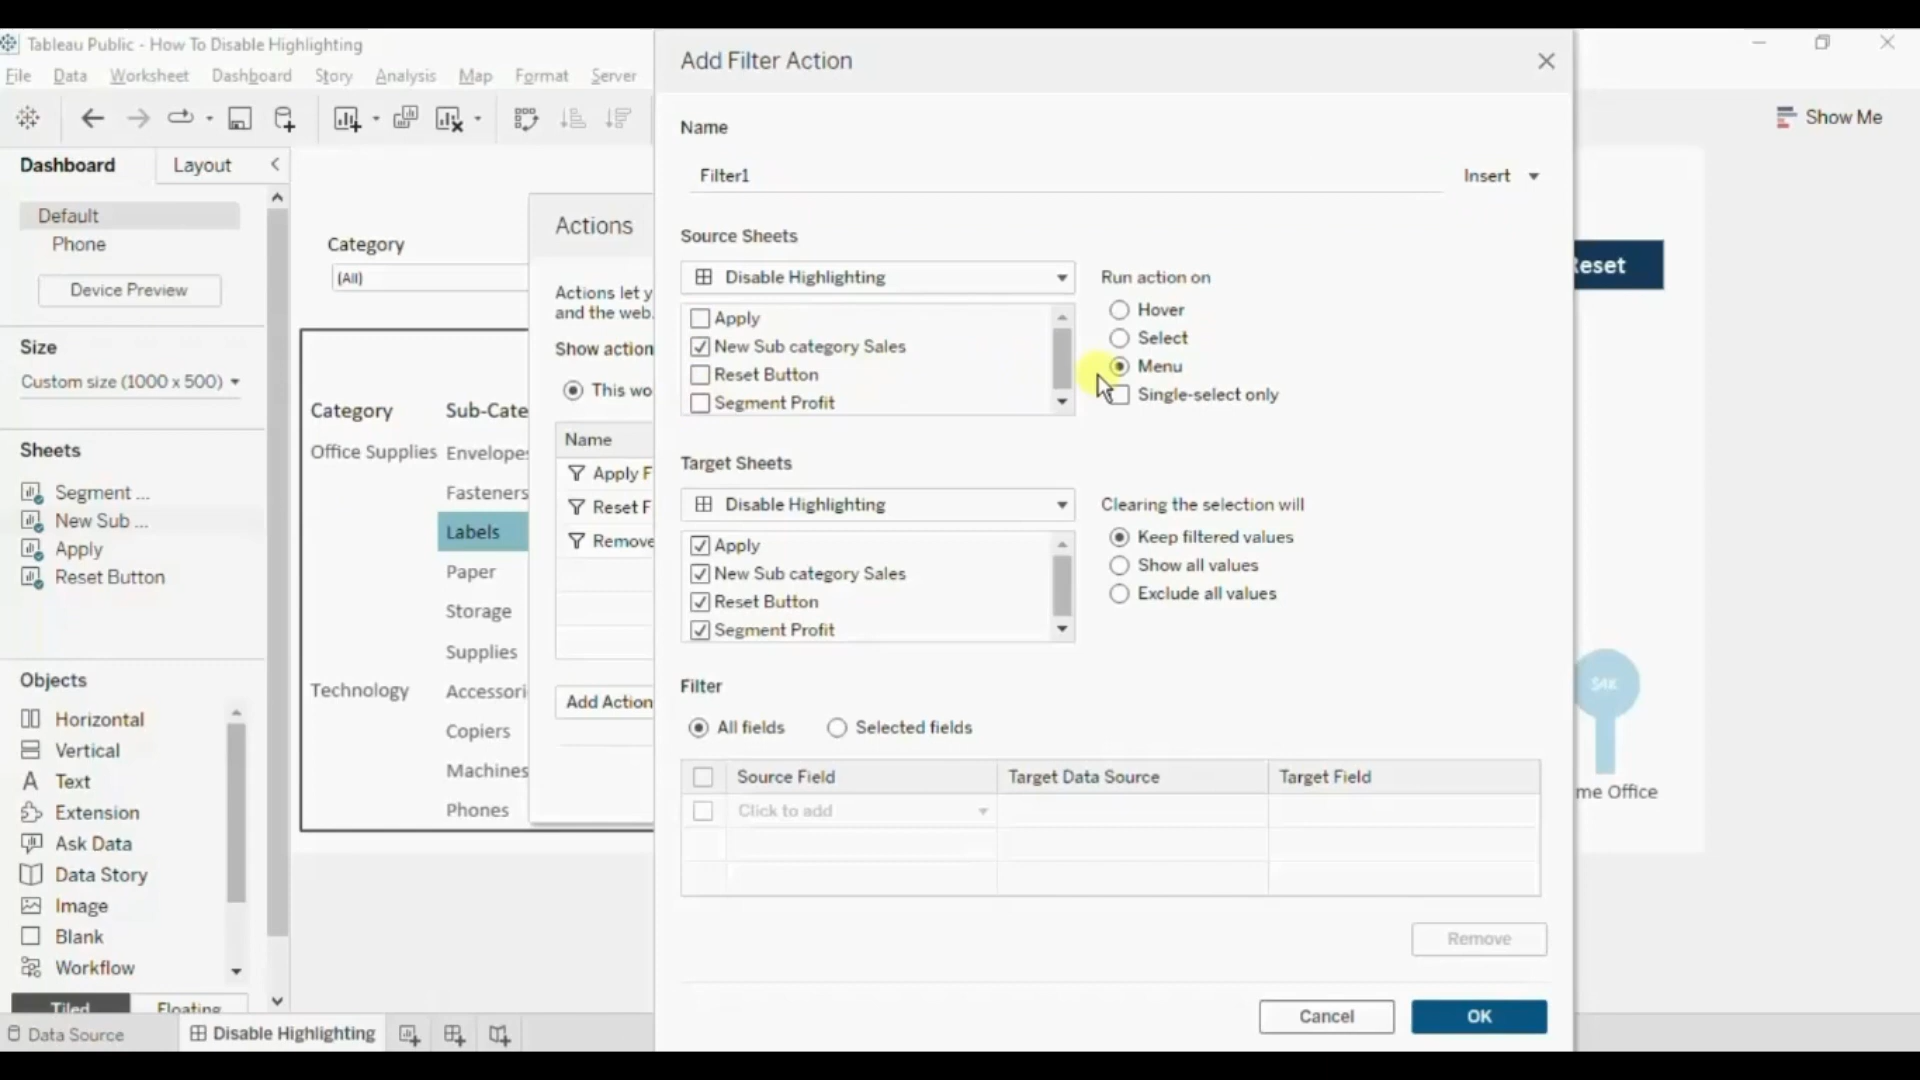 Tableau Public - How To Disable Highlighting
File Data Worksheet Dashboard Story Analysis Map Format Server
Show Me
Dashboard Layout
Default
Phone
Device Preview
Size
Custom size (1000 x 500)
Sheets
Segment ...
New Sub ...
Apply
Reset Button
Objects
Horizontal
Vertical
A Text
Extension
Ask Data
Data Story
Image
Blank
Workflow
Tiled Floating
Data Source Disable Highlighting
Category
(All)
Category Sub-Cate
Office Supplies Envelope
Fasteners
Labels
Paper
Storage
Supplies
Technology Accessori
Copiers
Machines
Phones
Actions
Actions let y
and the web.
Show action
This wo
Name
Apply F
Reset F
Remove
Add Action
Add Filter Action
Name
Filter1 Insert
Source Sheets
Disable Highlighting
Apply
New Sub category Sales
Reset Button
Segment Profit
Run action on
Hover
Select
Menu
Single-select only
Target Sheets
Disable Highlighting
Apply
New Sub category Sales
Reset Button
Segment Profit
Clearing the selection will
Keep filtered values
Show all values
Exclude all values
Filter
All fields Selected fields
Source Field Target Data Source Target Field
Click to add
Remove
Cancel OK
Reset
me Office